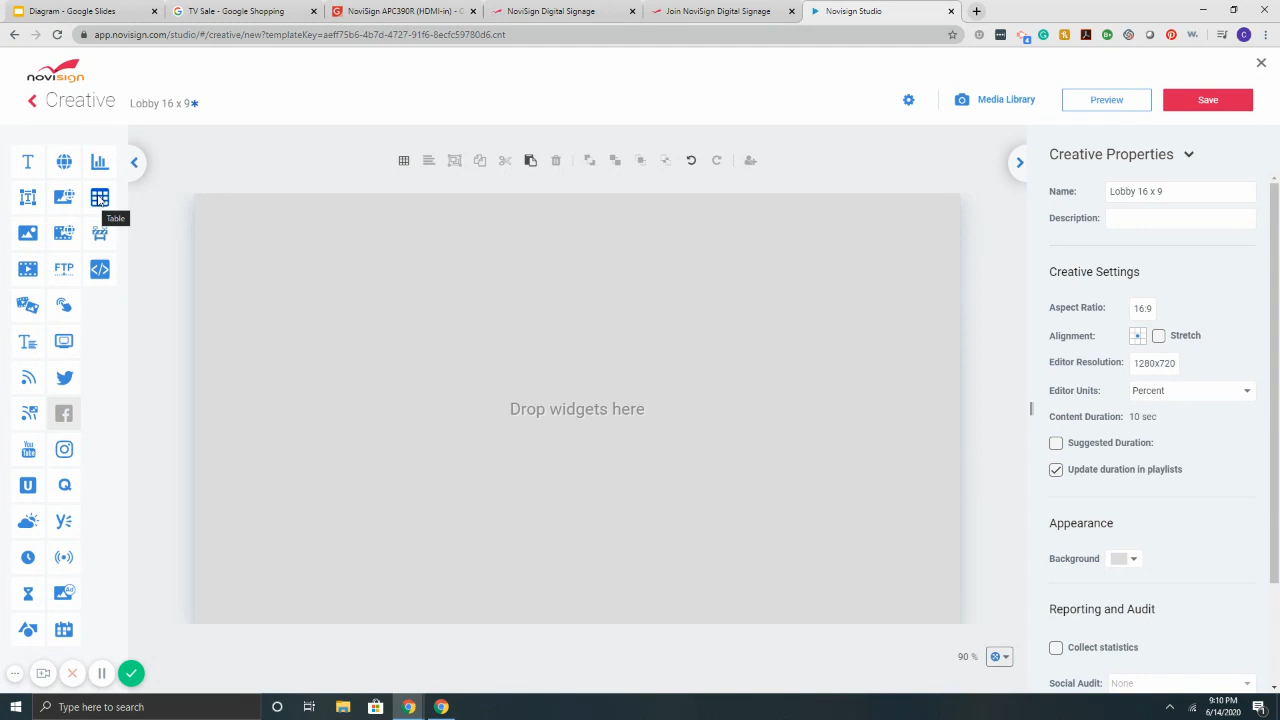 Diagram - Google Slides
TV Sale - Google Shopping
NoviSign APC390R (HDMI-in) - C
NoviSign Digital Signage
Join NoviSign Digital Signage
Novisign Studio
app.novisign.com/studio/#/creative/new?templateKey=aeff75b6-4b7d-4727-91f6-8ecfc59780d6.cnt
novisign
Creative
Lobby 16 x 9*
Media Library
Preview
Save
Table
FTP
You Tube
Ad
Drop widgets here
90 %
Creative Properties
Name: Lobby 16 x 9
Description:
Creative Settings
Aspect Ratio: 16:9
Alignment: Stretch
Editor Resolution: 1280x720
Editor Units: Percent
Content Duration: 10 sec
Suggested Duration:
Update duration in playlists
Appearance
Background
Reporting and Audit
Collect statistics
Social Audit: None
Type here to search
9:10 PM
6/14/2020